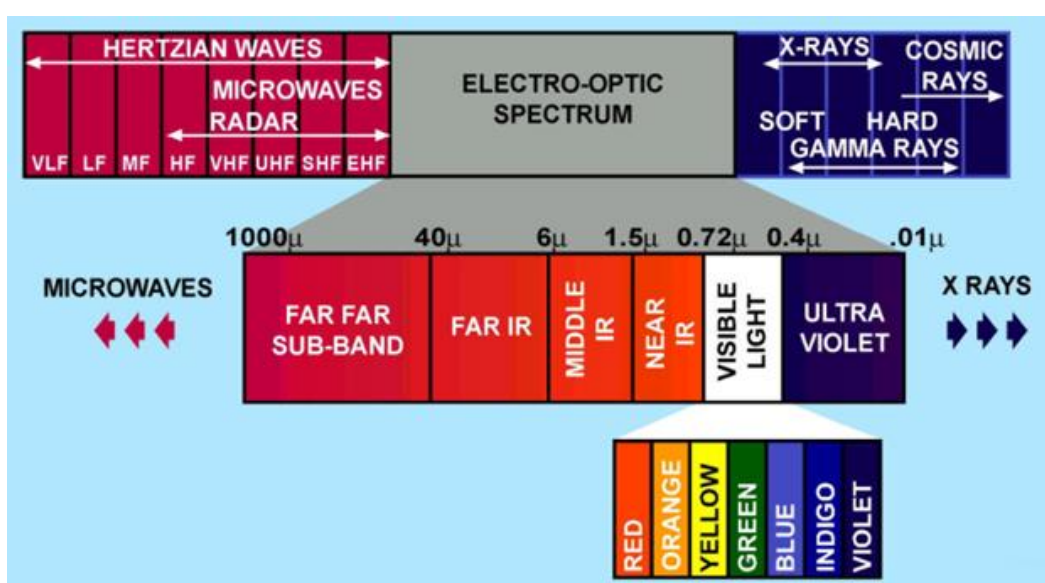 HERTZIAN WAVES
MICROWAVES
RADAR
VLF LF MF HF VHF UHF SHF EHF
ELECTRO-OPTIC
SPECTRUM
X-RAYS
COSMIC
RAYS
SOFT HARD
GAMMA RAYS
1000μ 40μ 6μ 1.5μ 0.72μ 0.4μ .01μ
MICROWAVES
FAR FAR
SUB-BAND
FAR IR
MIDDLE
IR
NEAR
IR
VISIBLE
LIGHT
ULTRA
VIOLET
X RAYS
RED
ORANGE
YELLOW
GREEN
BLUE
INDIGO
VIOLET